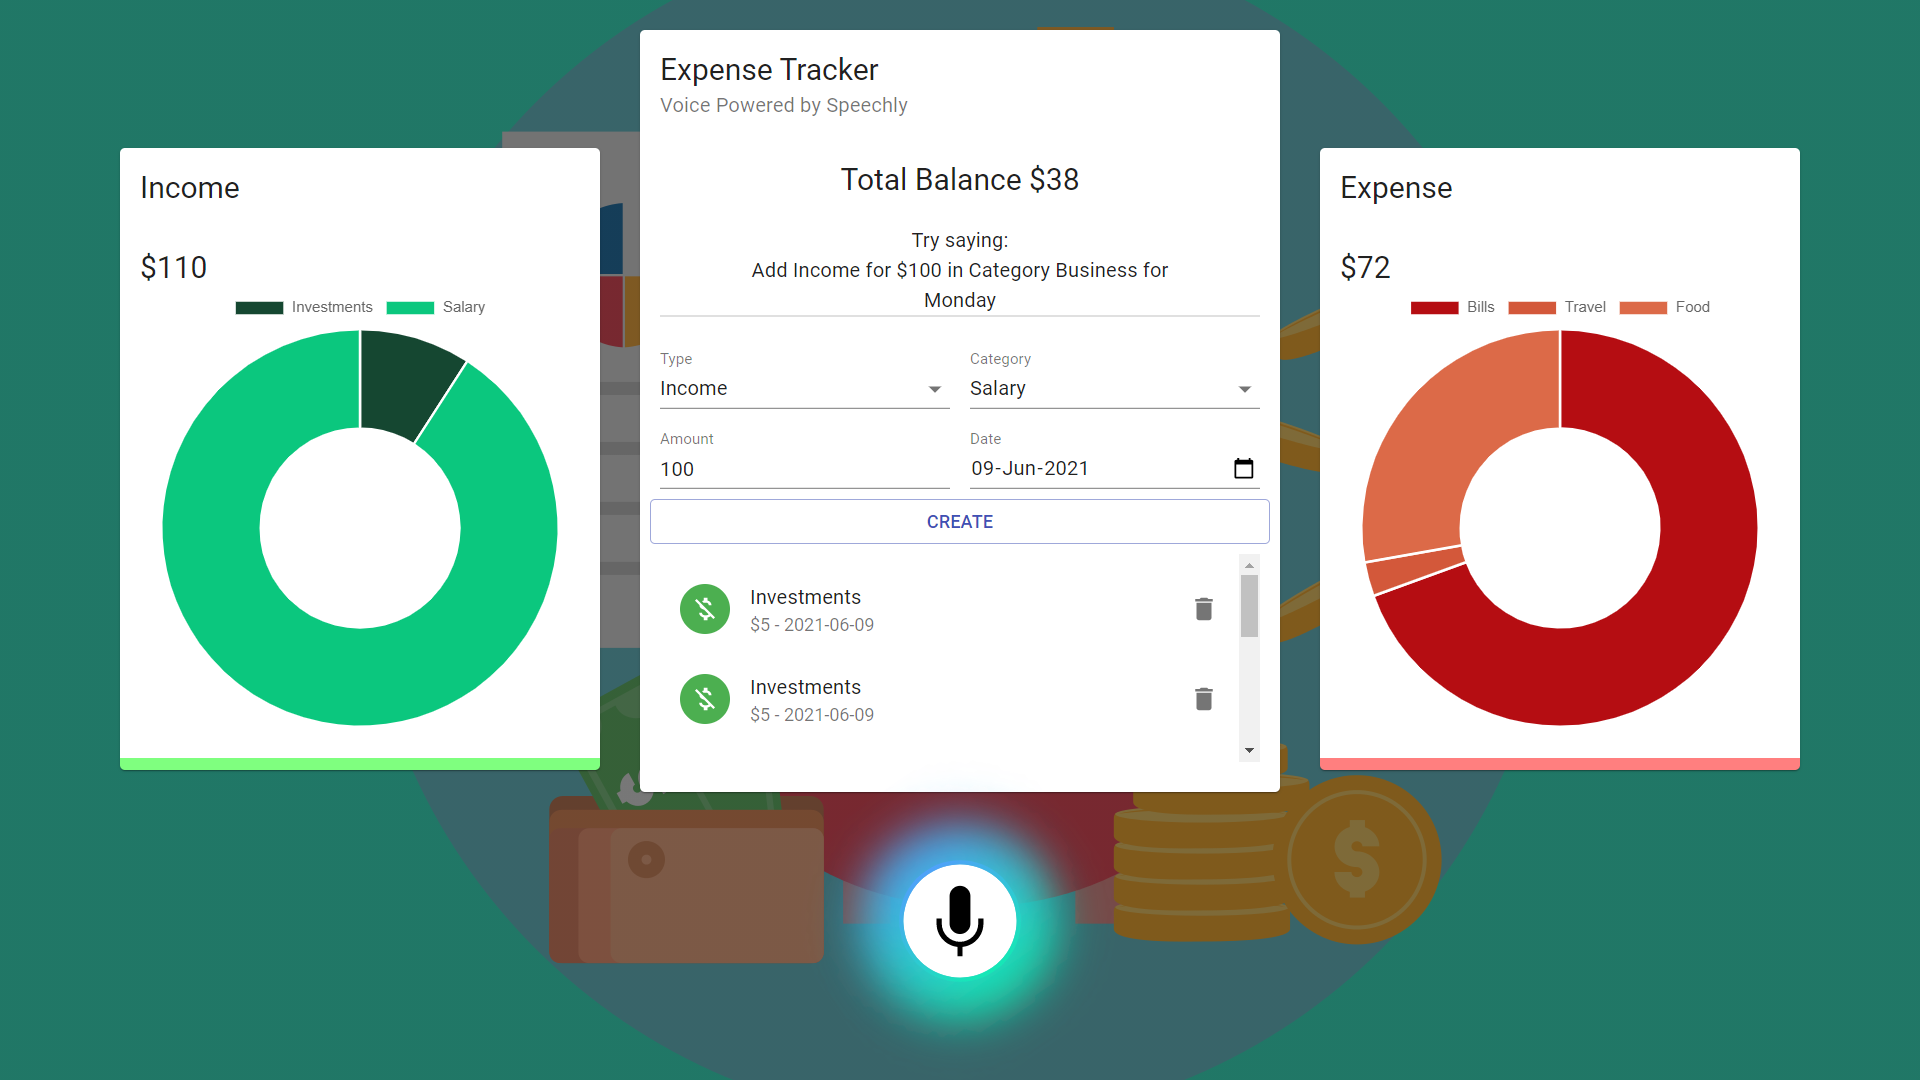 Income
$110
Investments Salary
Expense Tracker
Voice Powered by Speechly
Total Balance $38
Try saying:
Add Income for $100 in Category Business for
Monday
Type
Income
Category
Salary
Amount
100
Date
09-Jun-2021
CREATE
Investments
$5 - 2021-06-09
Investments
$5 - 2021-06-09
Expense
$72
Bills Travel Food
$